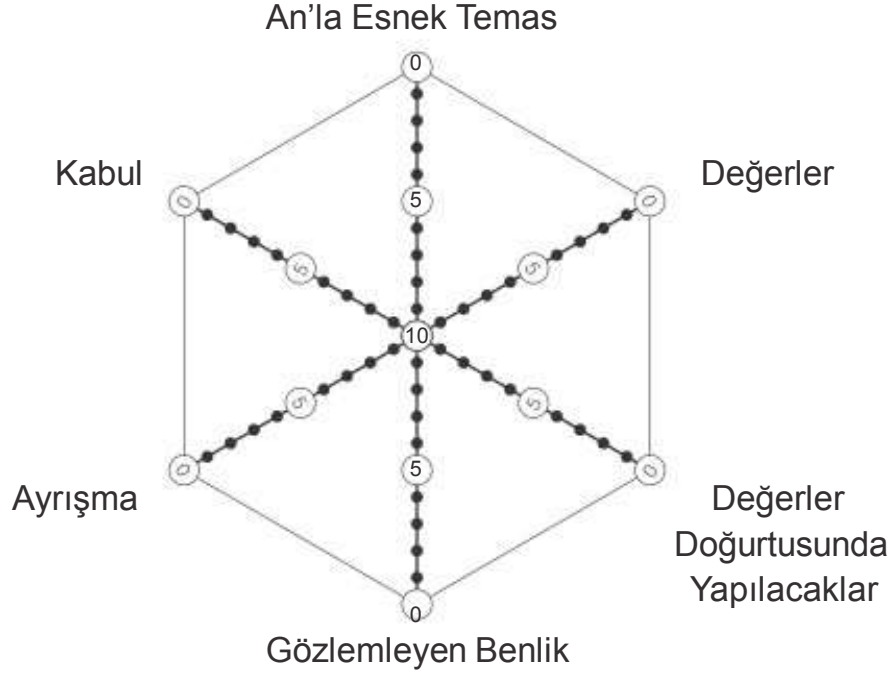 An’la Esnek Temas
0
Kabul
Değerler
0
0
5
5
5
10
5
5
5
0
0
Ayrışma
Değerler
Doğurtusunda
Yapılacaklar
0
Gözlemleyen Benlik